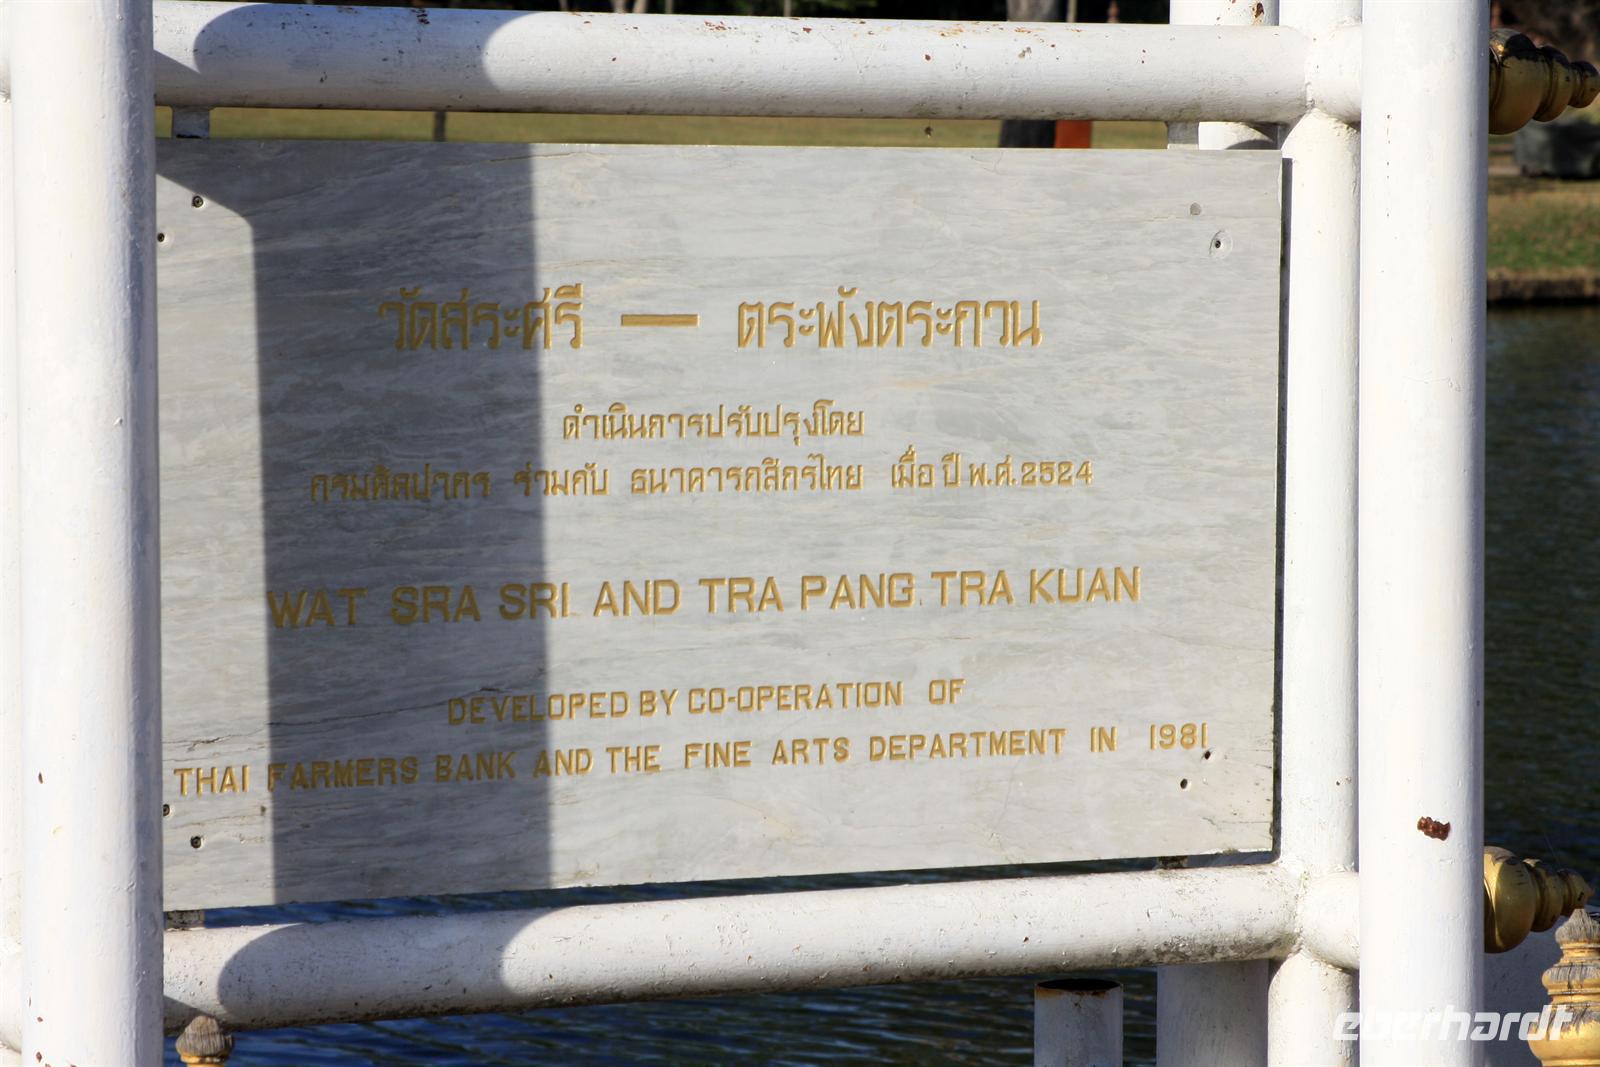 วัดสระศรี — ตระพังตระกวน
ดำเนินการปรับปรุงโดย
กรมศิลปากร ร่วมกับ ธนาคารกสิกรไทย เมื่อ ปี พ.ศ.2524
WAT SRA SRI AND TRA PANG TRA KUAN
DEVELOPED BY CO-OPERATION OF
THAI FARMERS BANK AND THE FINE ARTS DEPARTMENT IN 1981
eberhardt